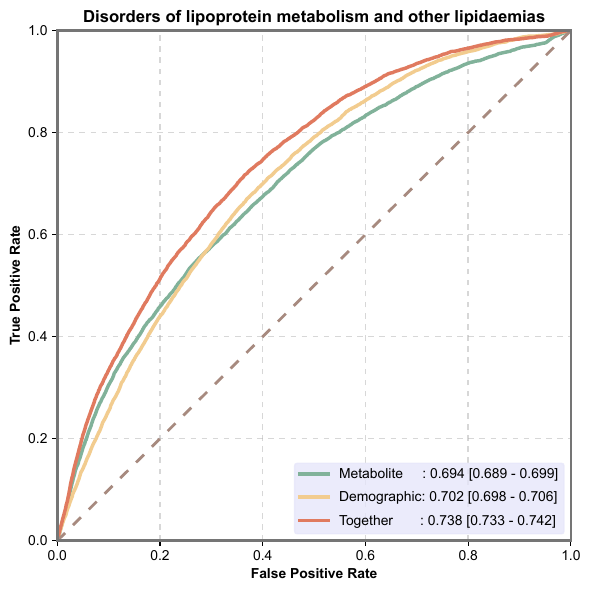 Disorders of lipoprotein metabolism and other lipidaemias
True Positive Rate
1.0
0.8
0.6
0.4
0.2
0.0
Metabolite : 0.694 [0.689 - 0.699]
Demographic: 0.702 [0.698 - 0.706]
Together : 0.738 [0.733 - 0.742]
0.0 0.2 0.4 0.6 0.8 1.0
False Positive Rate